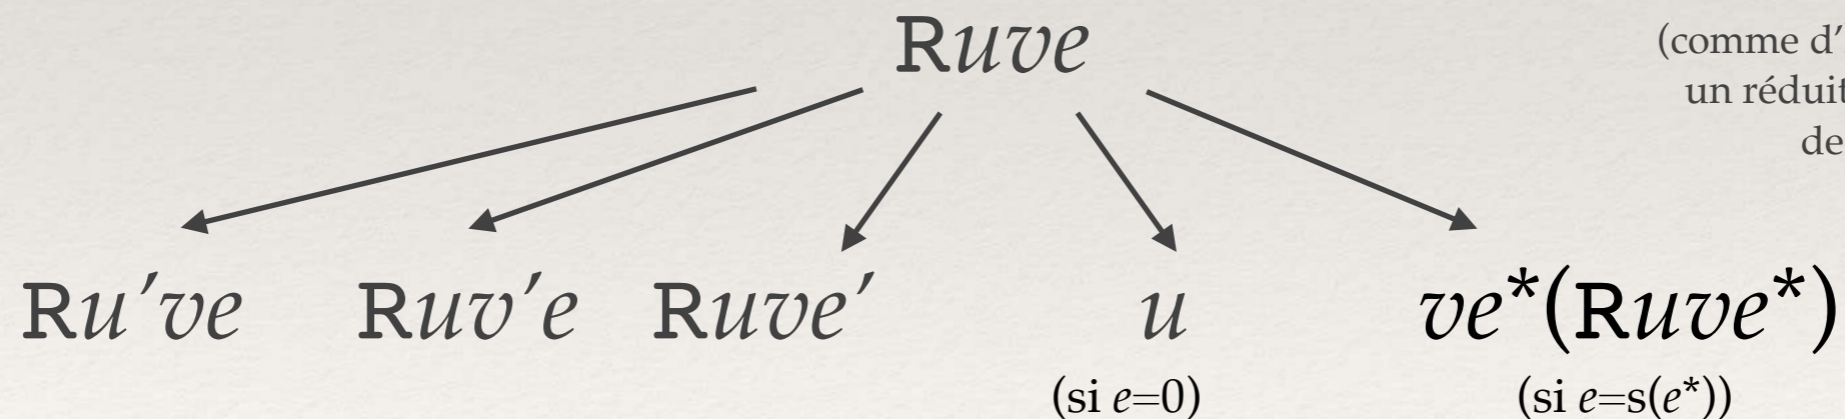 Ruve
(comme d'
un réduit
de
Ru've Ruv'e Ruve' u ve*(Ruve*)
(si e=0) (si e=s(e*))